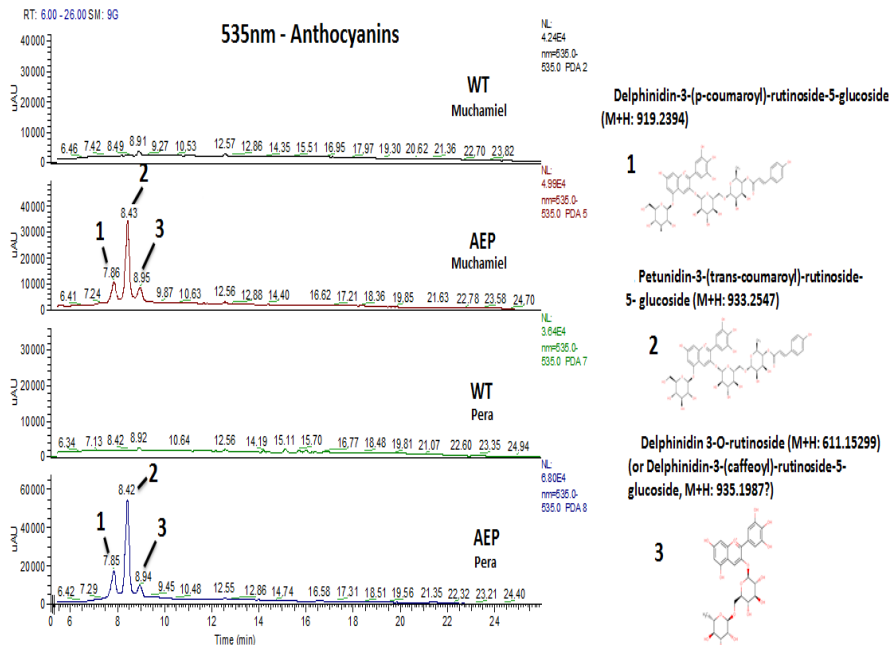 RT: 6.00 - 26.00 SM: 9G
535nm - Anthocyanins
NL:
4.24E4
nm=535.0-
535.0 PDA 2
uAU
40000
30000
20000
10000
0
WT
Muchamiel
6.46 7.42 8.49 8.91 9.27 10.53 12.57 12.86 14.35 15.51 16.95 17.97 19.30 20.62 21.36 22.70 23.82
NL:
4.99E4
nm=535.0-
535.0 PDA 5
uAU
40000
30000
20000
10000
0
AEP
Muchamiel
1 2 3
6.41 7.24 7.86 8.43 8.95 9.87 10.63 12.56 12.88 14.40 16.62 17.21 18.36 19.85 21.63 22.78 23.58 24.70
NL:
3.64E4
nm=535.0-
535.0 PDA 7
uAU
30000
20000
10000
0
WT
Pera
6.34 7.13 8.42 8.92 10.64 12.56 14.19 15.11 15.70 16.77 18.48 19.81 21.07 22.60 23.35 24.94
NL:
6.80E4
nm=535.0-
535.0 PDA 8
uAU
60000
40000
20000
0
AEP
Pera
1 2 3
6.42 7.29 7.85 8.42 8.94 9.45 10.48 12.55 12.86 14.74 16.58 17.31 18.51 19.56 21.35 22.32 23.21 24.40
5 6 8 10 12 14 16 18 20 22 24
Time (min)
Delphinidin-3-(p-coumaroyl)-rutinoside-5-glucoside
(M+H: 919.2394)
1
Petunidin-3-(trans-coumaroyl)-rutinoside-
5- glucoside (M+H: 933.2547)
2
Delphinidin 3-O-rutinoside (M+H: 611.15299)
(or Delphinidin-3-(caffeoyl)-rutinoside-5-
glucoside, M+H: 935.1987?)
3